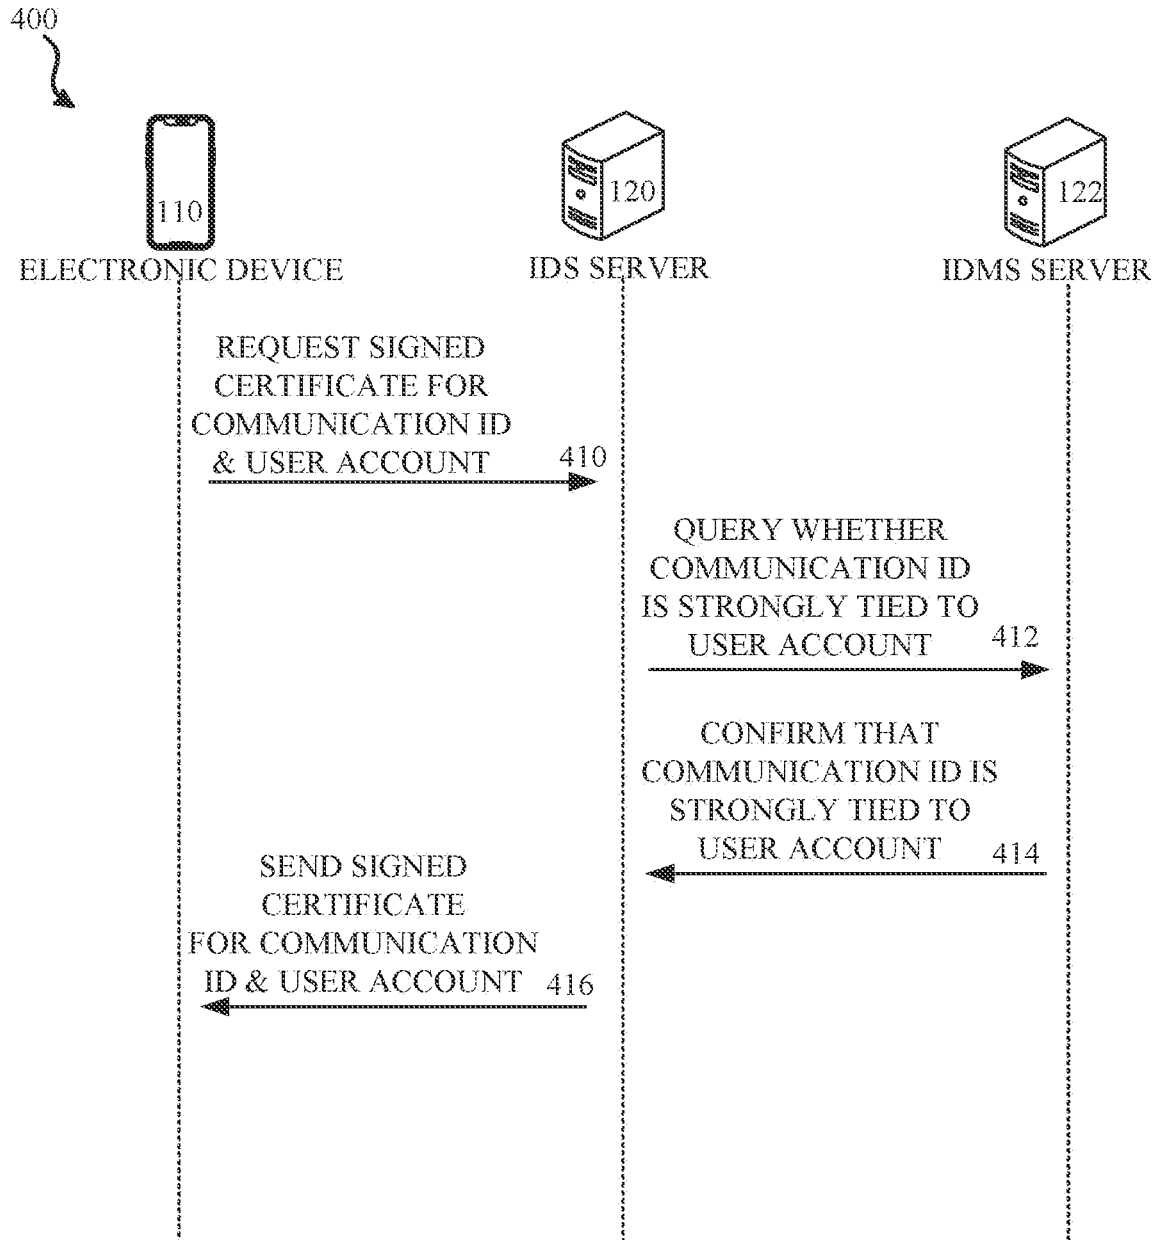 400
110
120
122
ELECTRONIC DEVICE
IDS SERVER
IDMS SERVER
REQUEST SIGNED
CERTIFICATE FOR
COMMUNICATION ID
& USER ACCOUNT
410
QUERY WHETHER
COMMUNICATION ID
IS STRONGLY TIED TO
USER ACCOUNT
412
CONFIRM THAT
COMMUNICATION ID IS
STRONGLY TIED TO
USER ACCOUNT
414
SEND SIGNED
CERTIFICATE
FOR COMMUNICATION
ID & USER ACCOUNT
416